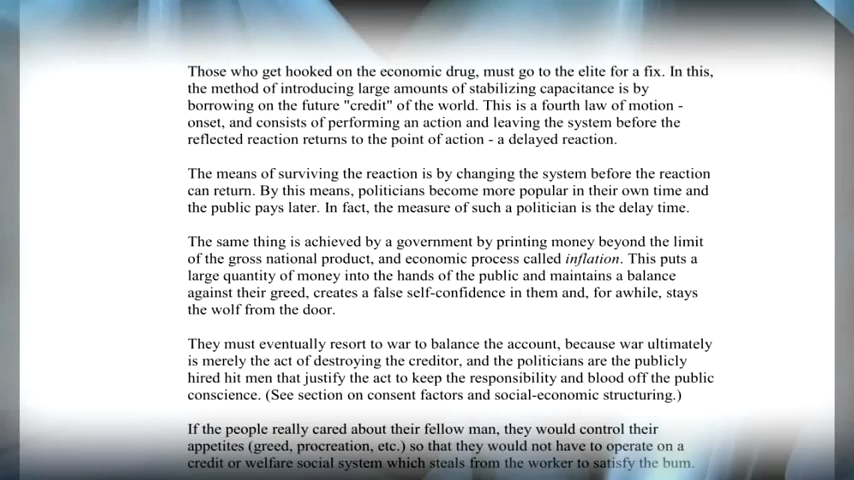 Those who get hooked on the economic drug, must go to the elite for a fix. In this,
the method of introducing large amounts of stabilizing capacitance is by
borrowing on the future "credit" of the world. This is a fourth law of motion -
onset, and consists of performing an action and leaving the system before the
reflected reaction returns to the point of action - a delayed reaction.
The means of surviving the reaction is by changing the system before the reaction
can return. By this means, politicians become more popular in their own time and
the public pays later. In fact, the measure of such a politician is the delay time.
The same thing is achieved by a government by printing money beyond the limit
of the gross national product, and economic process called inflation. This puts a
large quantity of money into the hands of the public and maintains a balance
against their greed, creates a false self-confidence in them and, for awhile, stays
the wolf from the door.
They must eventually resort to war to balance the account, because war ultimately
is merely the act of destroying the creditor, and the politicians are the publicly
hired hit men that justify the act to keep the responsibility and blood off the public
conscience. (See section on consent factors and social-economic structuring.)
If the people really cared about their fellow man, they would control their
appetites (greed, procreation, etc.) so that they would not have to operate on a
credit or welfare social system which steals from the worker to satisfy the bum.